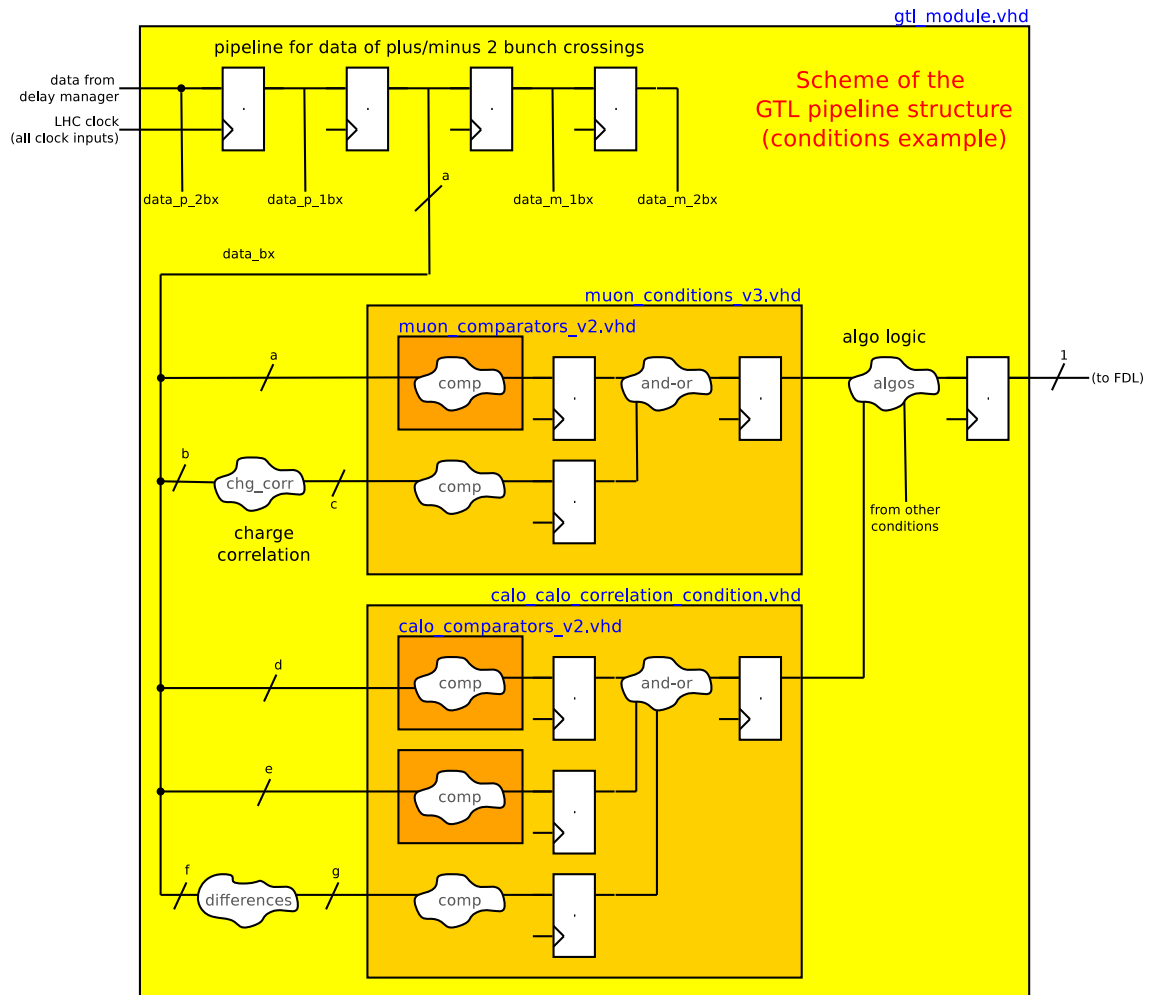 gtl_module.vhd
pipeline for data of plus/minus 2 bunch crossings
Scheme of the
GTL pipeline structure
(conditions example)
data from
delay manager
LHC clock
(all clock inputs)
a
data_p_2bx
data_p_1bx
data_m_1bx
data_m_2bx
data_bx
muon_conditions_v3.vhd
muon_comparators_v2.vhd
algo logic
a
comp
and-or
algos
1
(to FDL)
b
chg_corr
c
comp
charge
correlation
from other
conditions
calo_calo_correlation_condition.vhd
calo_comparators_v2.vhd
d
comp
and-or
e
comp
f
differences
g
comp